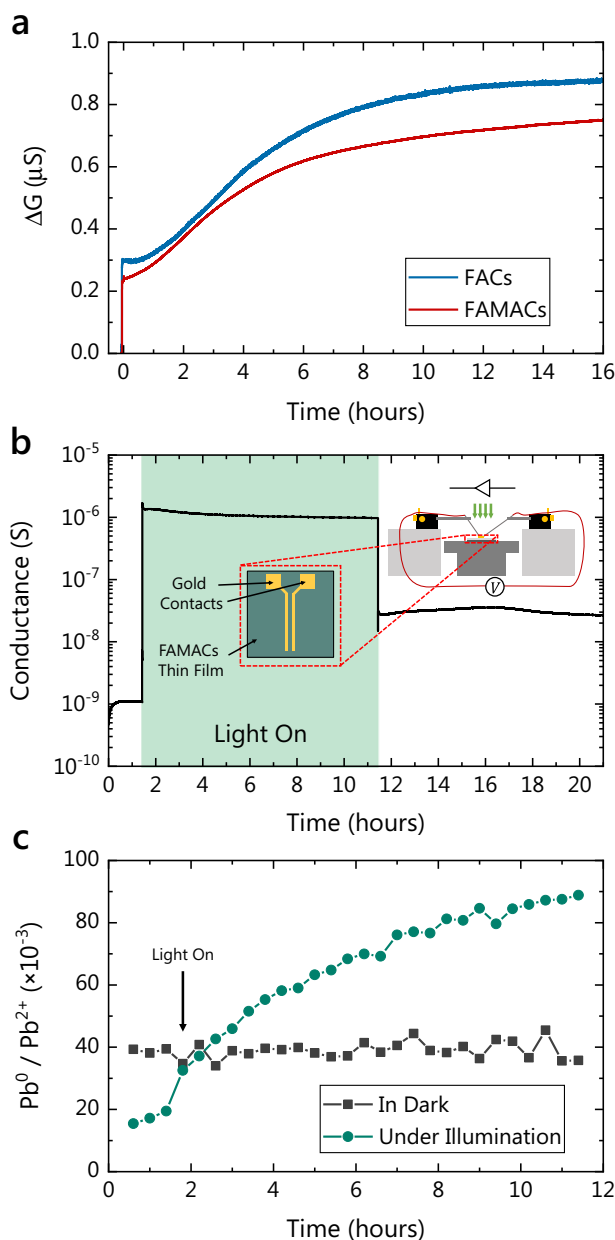 a
1.0
0.8
0.6
0.4
0.2
0.0
ΔG (μS)
FACs
FAMACs
0 2 4 6 8 10 12 14 16
Time (hours)
b
10⁻⁵
10⁻⁶
10⁻⁷
10⁻⁸
10⁻⁹
10⁻¹⁰
Conductance (S)
Gold
Contacts
FAMACs
Thin Film
V
Light On
0 2 4 6 8 10 12 14 16 18 20
Time (hours)
c
100
80
60
40
20
0
Pb⁰ / Pb²⁺ (×10⁻³)
Light On
In Dark
Under Illumination
0 2 4 6 8 10 12
Time (hours)